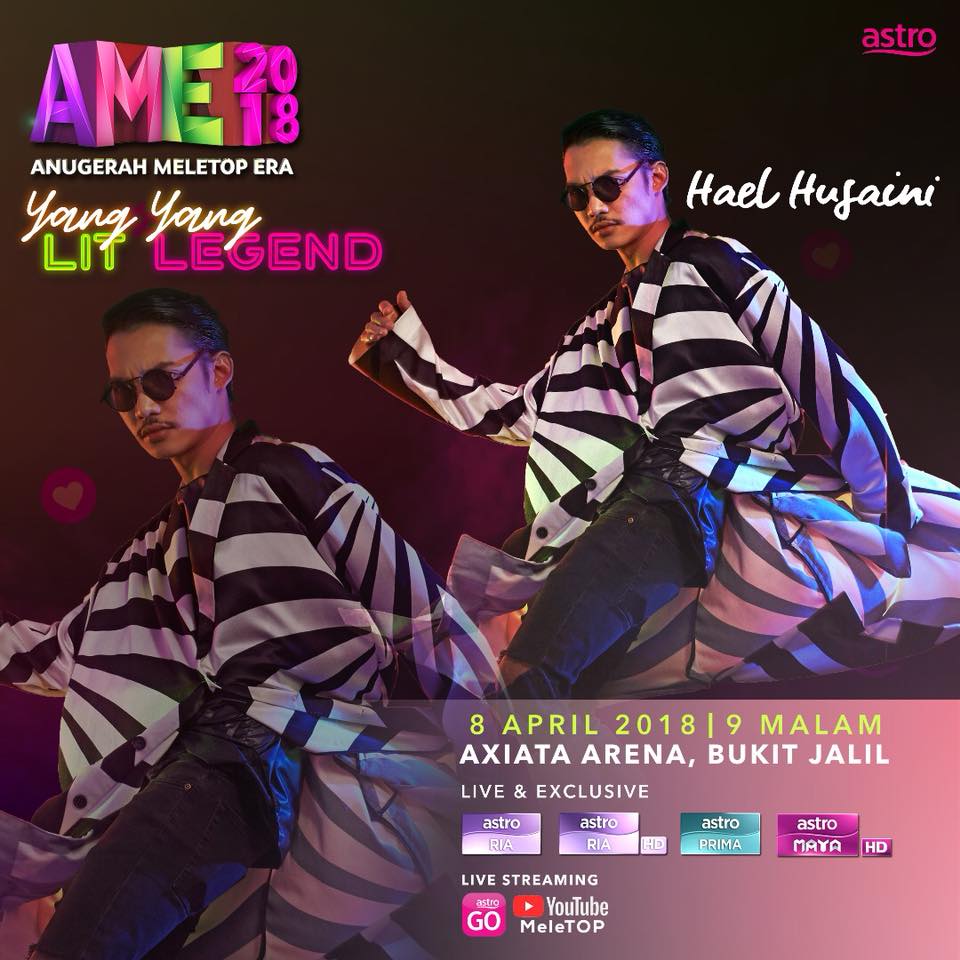 AME 2018
astro
ANUGERAH MELETOP ERA
Yang Yang
LIT LEGEND
Hael Husaini
8 APRIL 2018 | 9 MALAM
AXIATA ARENA, BUKIT JALIL
LIVE & EXCLUSIVE
astro RIA
astro RIA HD
astro PRIMA
astro MAYA HD
LIVE STREAMING
astro GO
YouTube
MeleTOP